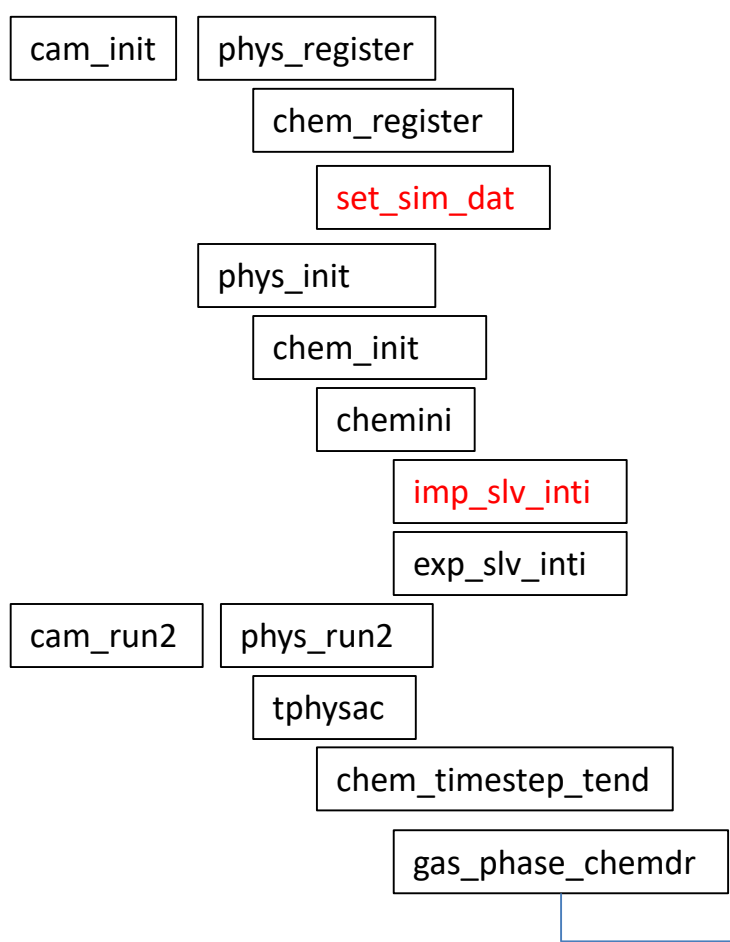 cam_init phys_register
chem_register
set_sim_dat
phys_init
chem_init
chemini
imp_slv_inti
exp_slv_inti
cam_run2 phys_run2
tphysac
chem_timestep_tend
gas_phase_chemdr